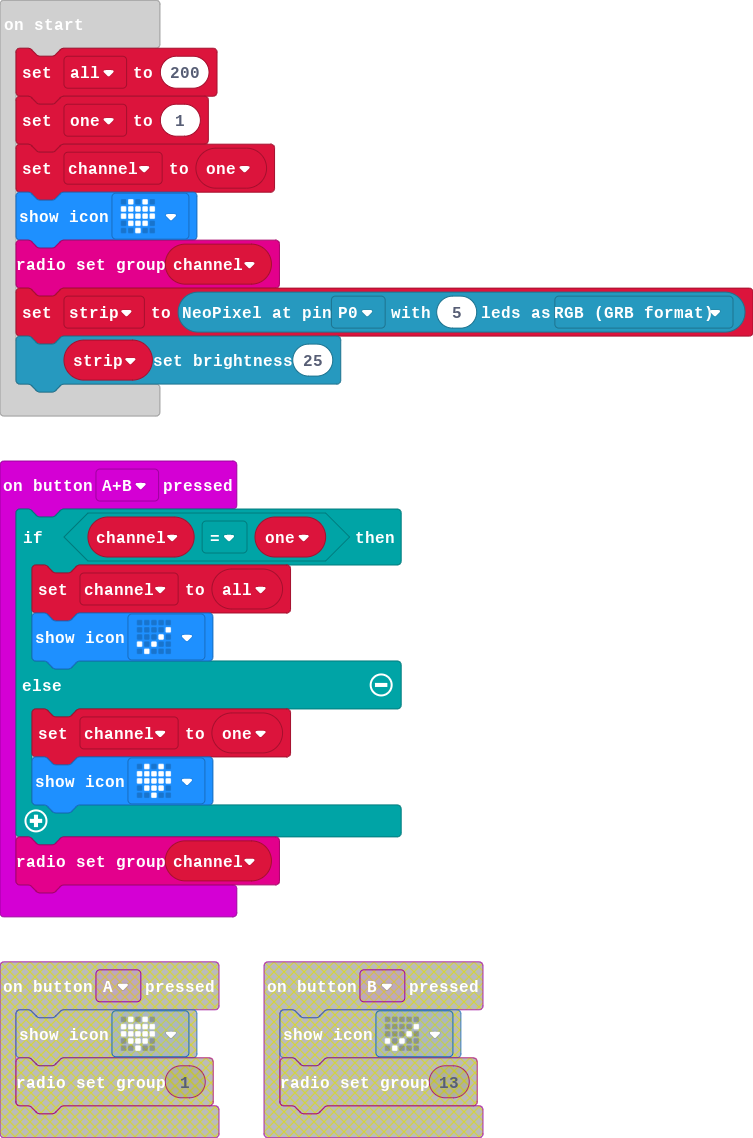 on start
set all to 200
set one to 1
set channel to one
show icon
radio set group channel
set strip to NeoPixel at pin P0 with 5 leds as RGB (GRB format)
strip set brightness 25
on button A+B pressed
if channel = one then
set channel to all
show icon
else
set channel to one
show icon
radio set group channel
on button A pressed
show icon
radio set group 1
on button B pressed
show icon
radio set group 13